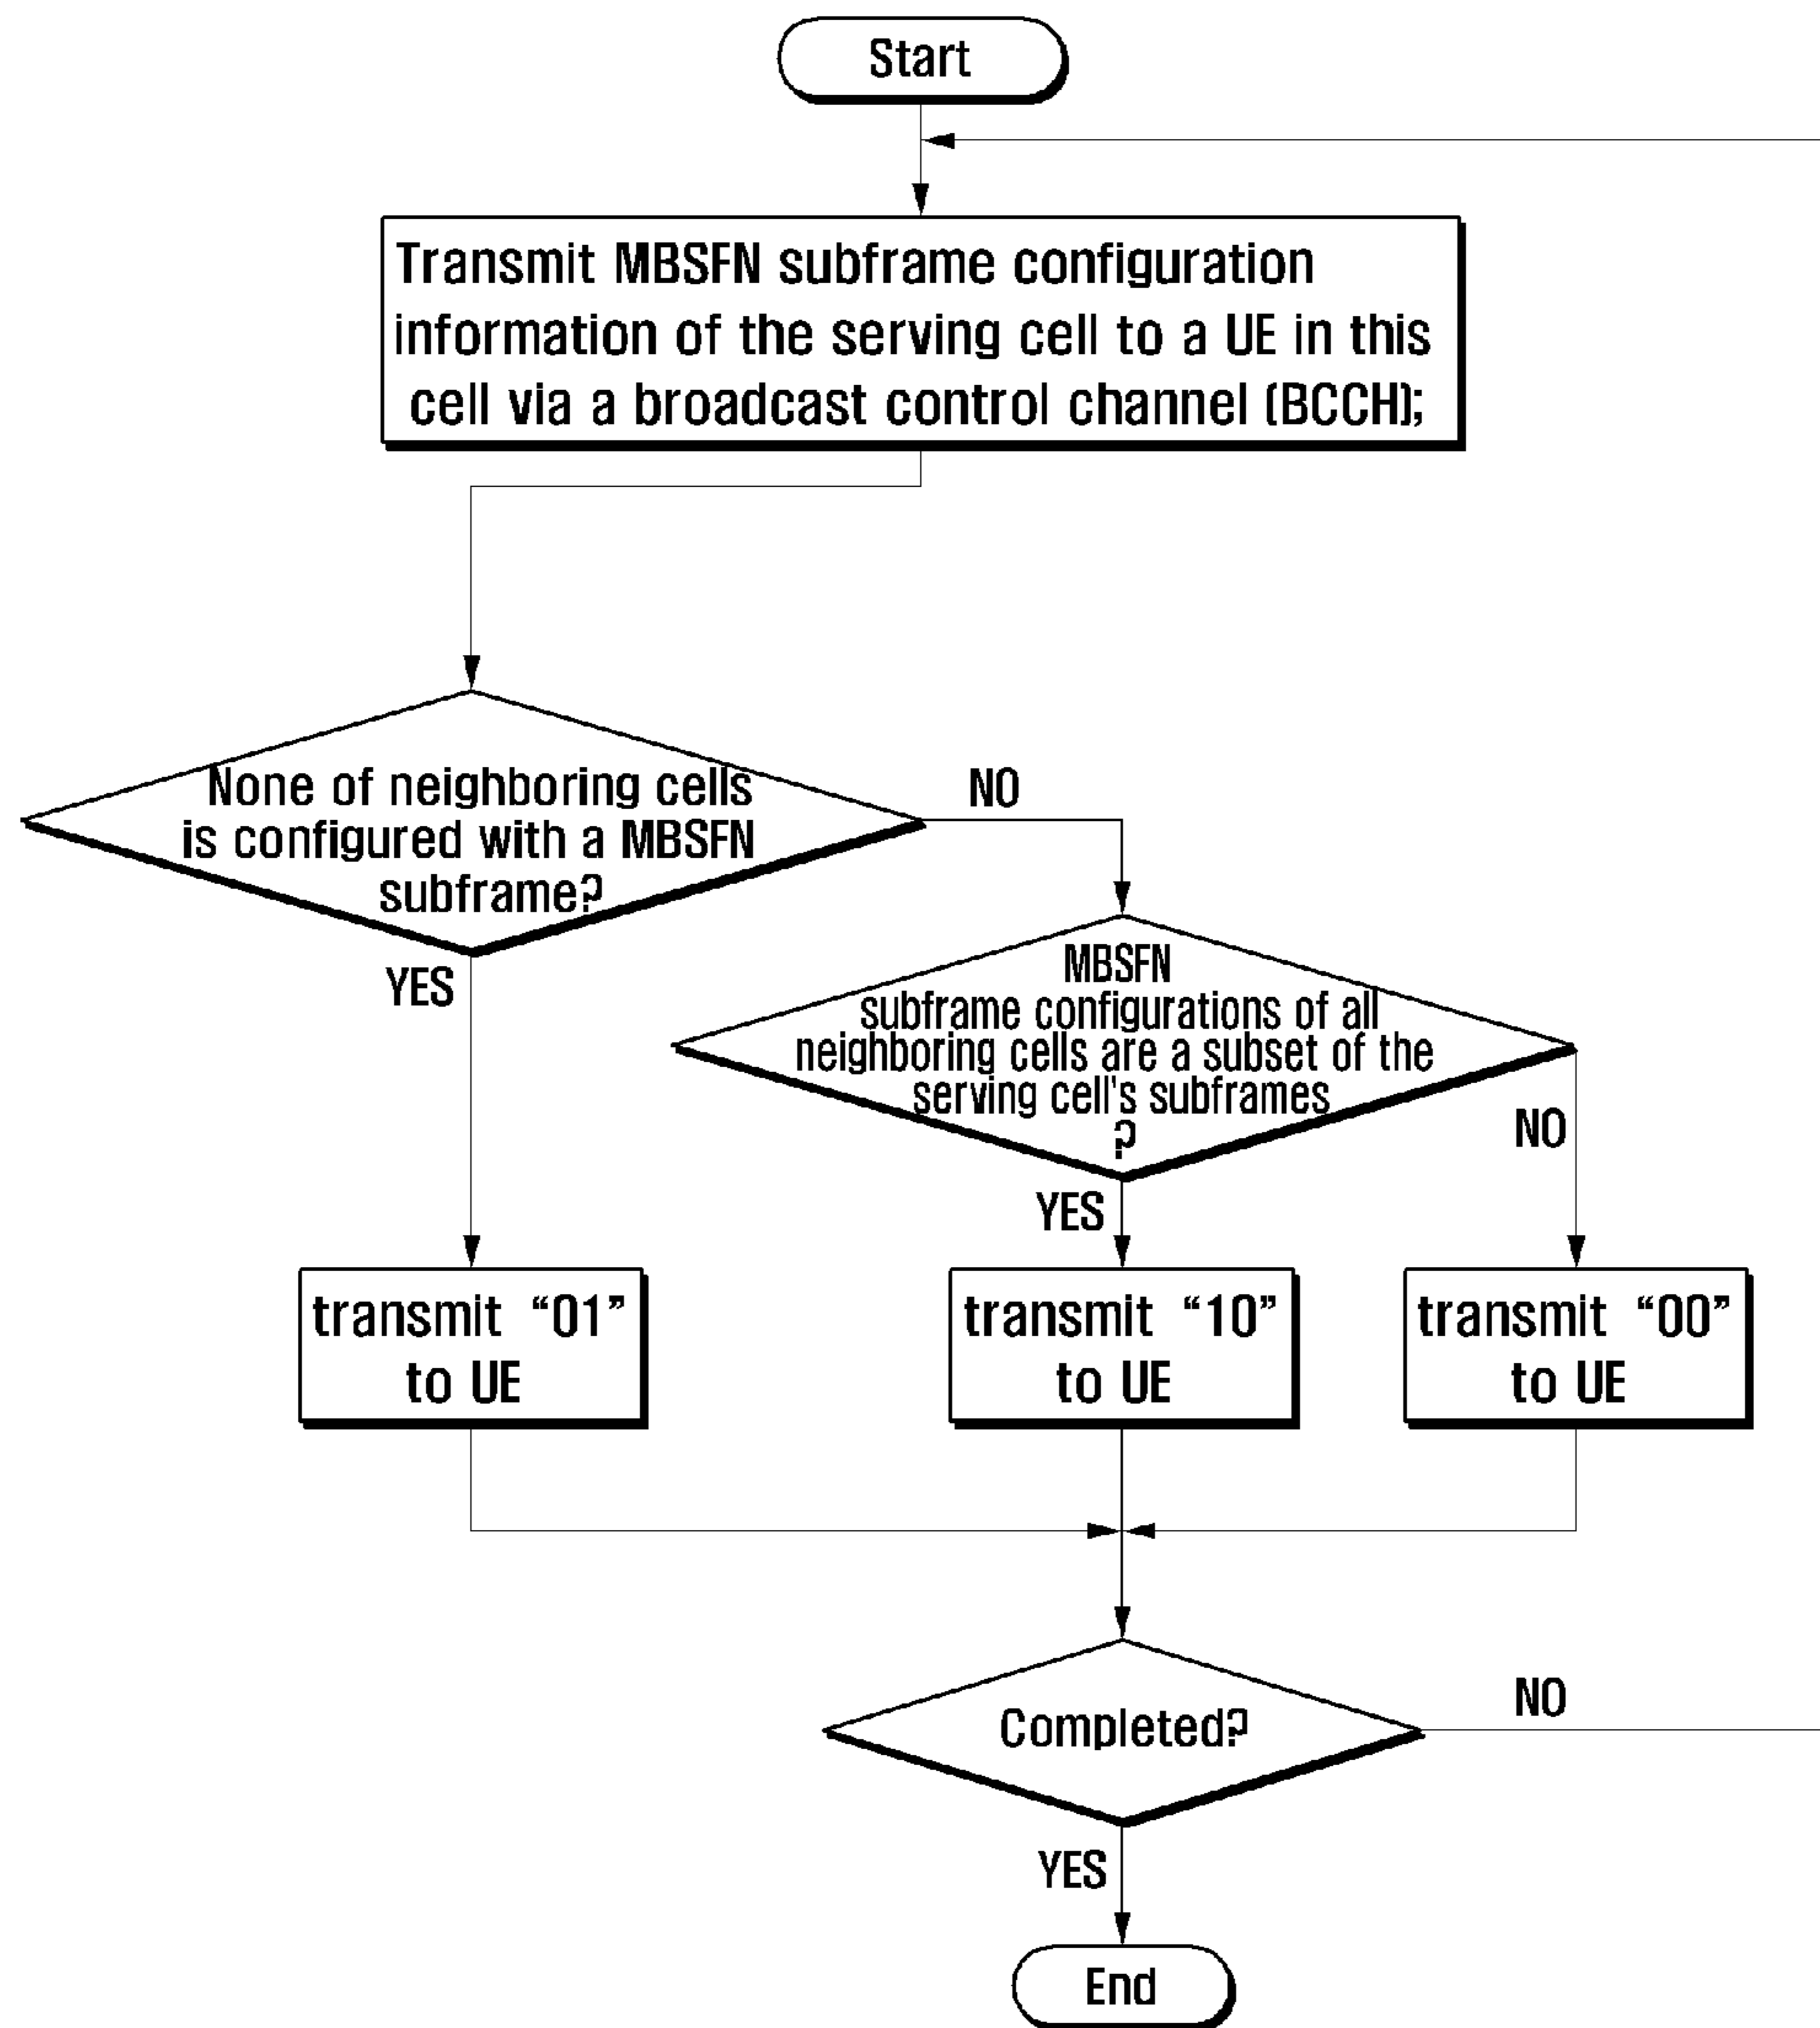 Start
Transmit MBSFN subframe configuration
information of the serving cell to a UE in this
cell via a broadcast control channel (BCCH);
None of neighboring cells
is configured with a MBSFN
subframe?
NO
YES
MBSFN
subframe configurations of all
neighboring cells are a subset of the
serving cell's subframes
?
NO
YES
transmit “01”
to UE
transmit “10”
to UE
transmit “00”
to UE
Completed?
NO
YES
End